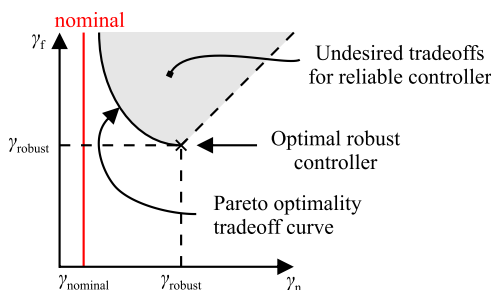 nominal
γf
Undesired tradeoffs
for reliable controller
γrobust
Optimal robust
controller
Pareto optimality
tradeoff curve
γnominal
γrobust
γn